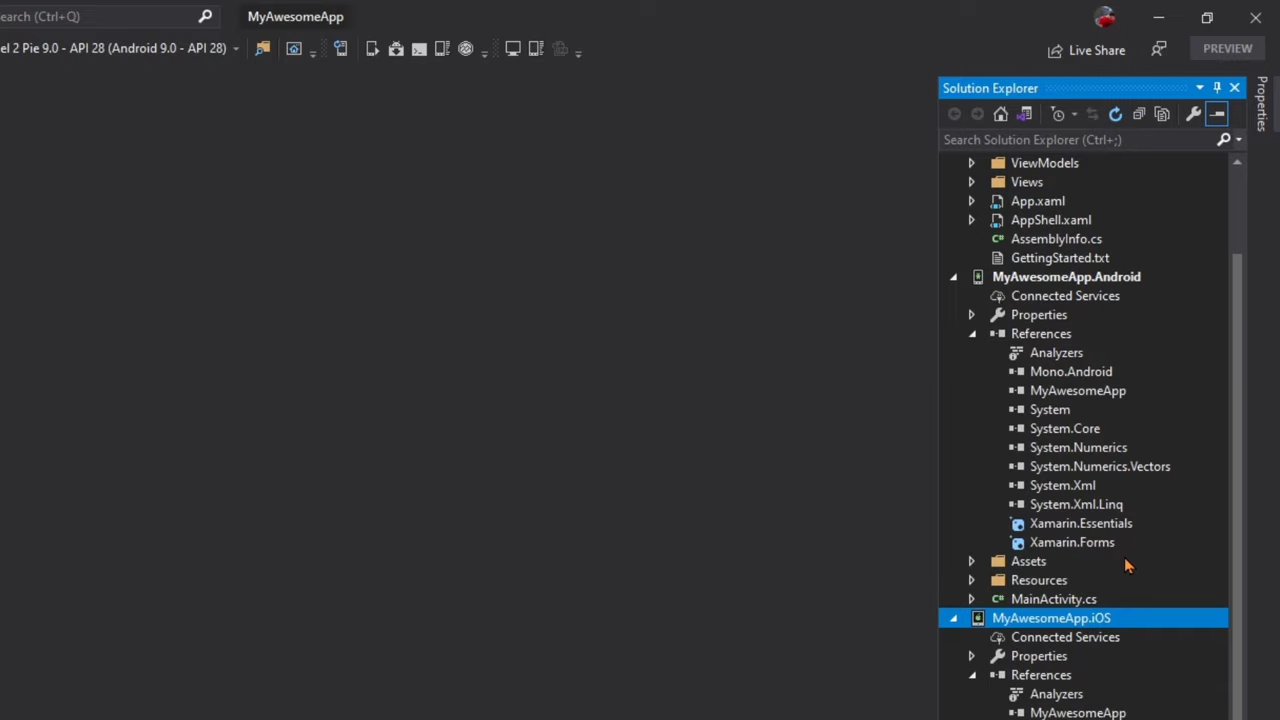 earch (Ctrl+Q)
MyAwesomeApp
el 2 Pie 9.0 - API 28 (Android 9.0 - API 28)
Live Share
PREVIEW
Solution Explorer
Properties
Search Solution Explorer (Ctrl+;)
ViewModels
Views
App.xaml
AppShell.xaml
C# AssemblyInfo.cs
GettingStarted.txt
MyAwesomeApp.Android
Connected Services
Properties
References
Analyzers
Mono.Android
MyAwesomeApp
System
System.Core
System.Numerics
System.Numerics.Vectors
System.Xml
System.Xml.Linq
Xamarin.Essentials
Xamarin.Forms
Assets
Resources
C# MainActivity.cs
MyAwesomeApp.iOS
Connected Services
Properties
References
Analyzers
MyAwesomeApp